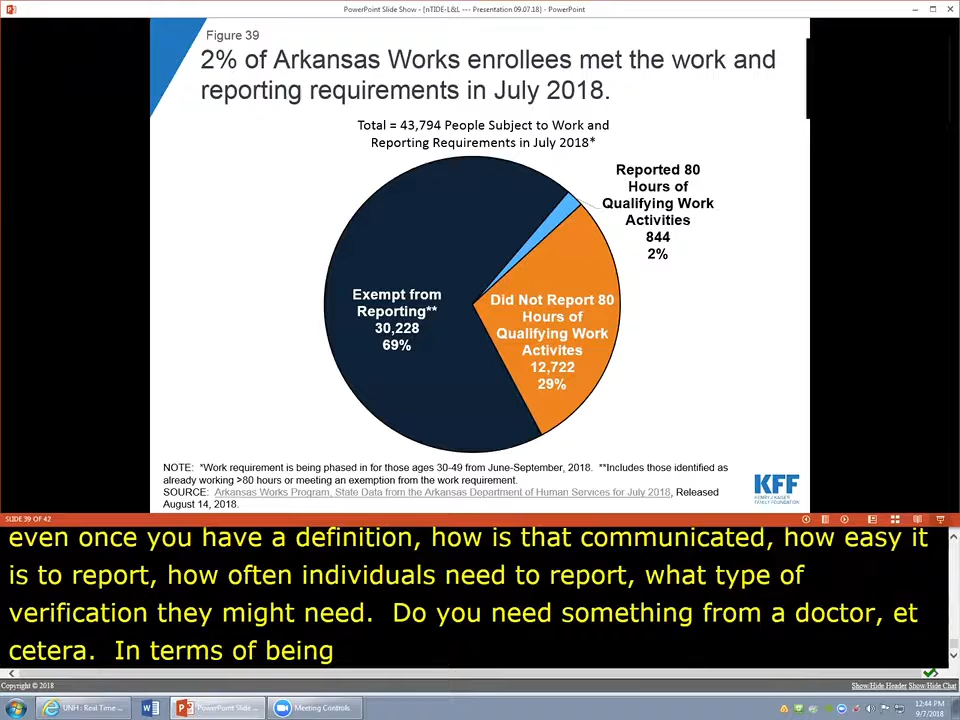 PowerPoint Slide Show - [nTIDE-L&L --- Presentation 09.07.18] - PowerPoint
Figure 39
2% of Arkansas Works enrollees met the work and
reporting requirements in July 2018.
Total = 43,794 People Subject to Work and
Reporting Requirements in July 2018*
Reported 80
Hours of
Qualifying Work
Activities
844
2%
Exempt from
Reporting**
30,228
69%
Did Not Report 80
Hours of
Qualifying Work
Activites
12,722
29%
NOTE: *Work requirement is being phased in for those ages 30-49 from June-September, 2018. **Includes those identified as
already working >80 hours or meeting an exemption from the work requirement.
SOURCE: Arkansas Works Program, State Data from the Arkansas Department of Human Services for July 2018, Released
August 14, 2018.
KFF
HENRY J KAISER
FAMILY FOUNDATION
SLIDE 39 OF 42
even once you have a definition, how is that communicated, how easy it
is to report, how often individuals need to report, what type of
verification they might need. Do you need something from a doctor, et
cetera. In terms of being
Copyright © 2018
Show/Hide Header Show/Hide Chat
UNH : Real Time ...
PowerPoint Slide ...
Meeting Controls
12:44 PM
9/7/2018